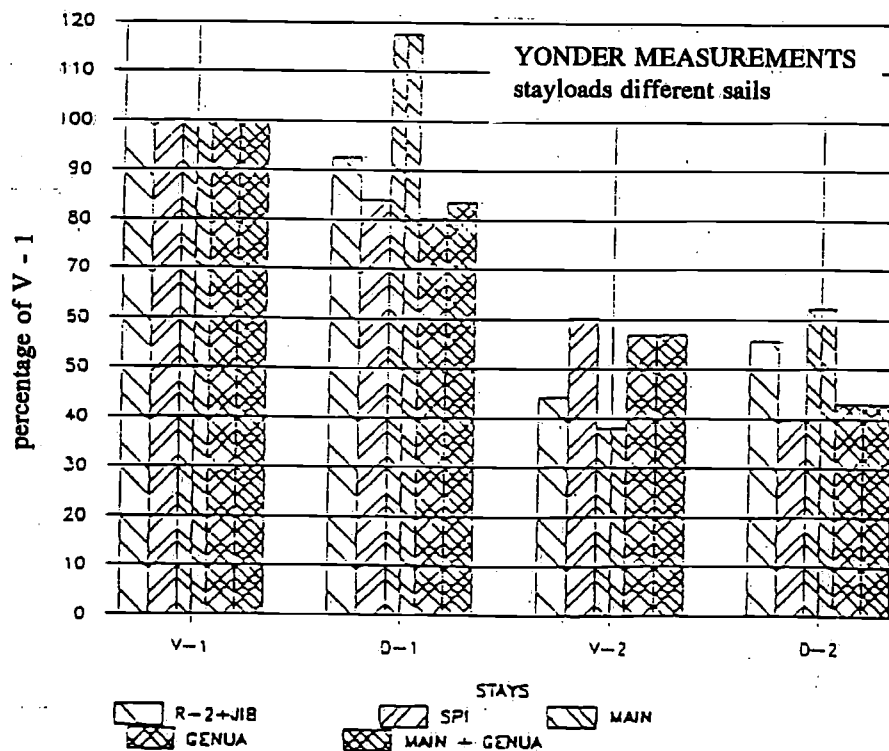 YONDER MEASUREMENTS
stayloads different sails
percentage of V - 1
120
110
100
90
80
70
60
50
40
30
20
10
0
V-1
D-1
V-2
D-2
STAYS
R-2+JIB
SPI
MAIN
GENUA
MAIN + GENUA